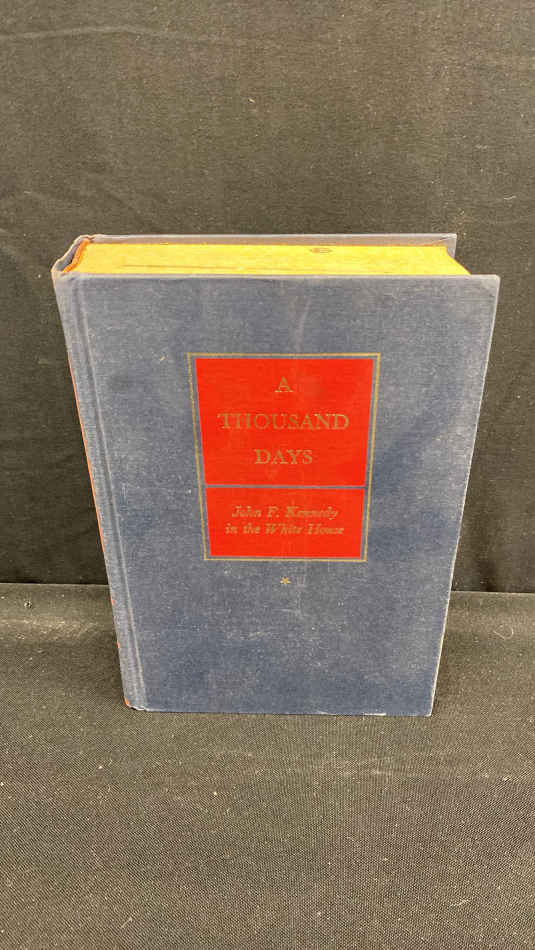 A
THOUSAND
DAYS
John F. Kennedy
in the White House